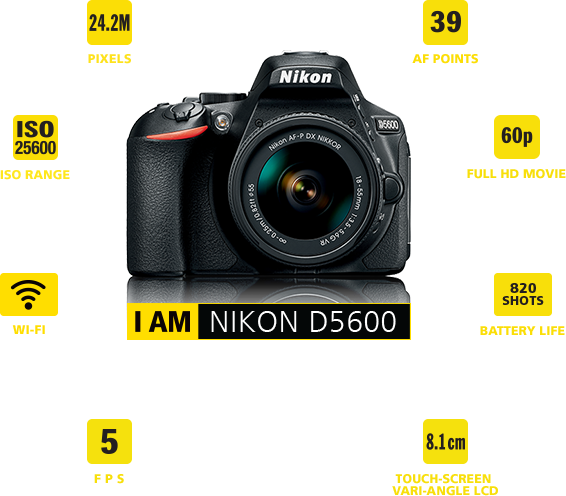 24.2M
PIXELS
39
AF POINTS
ISO
25600
ISO RANGE
60p
FULL HD MOVIE
Nikon
D5600
Nikon AF-P DX NIKKOR
18-55mm 1:3.5-5.6G VR
∞-0.25m/0.82ft ø55
WI-FI
820
SHOTS
BATTERY LIFE
I AM NIKON D5600
5
F P S
8.1cm
TOUCH-SCREEN
VARI-ANGLE LCD